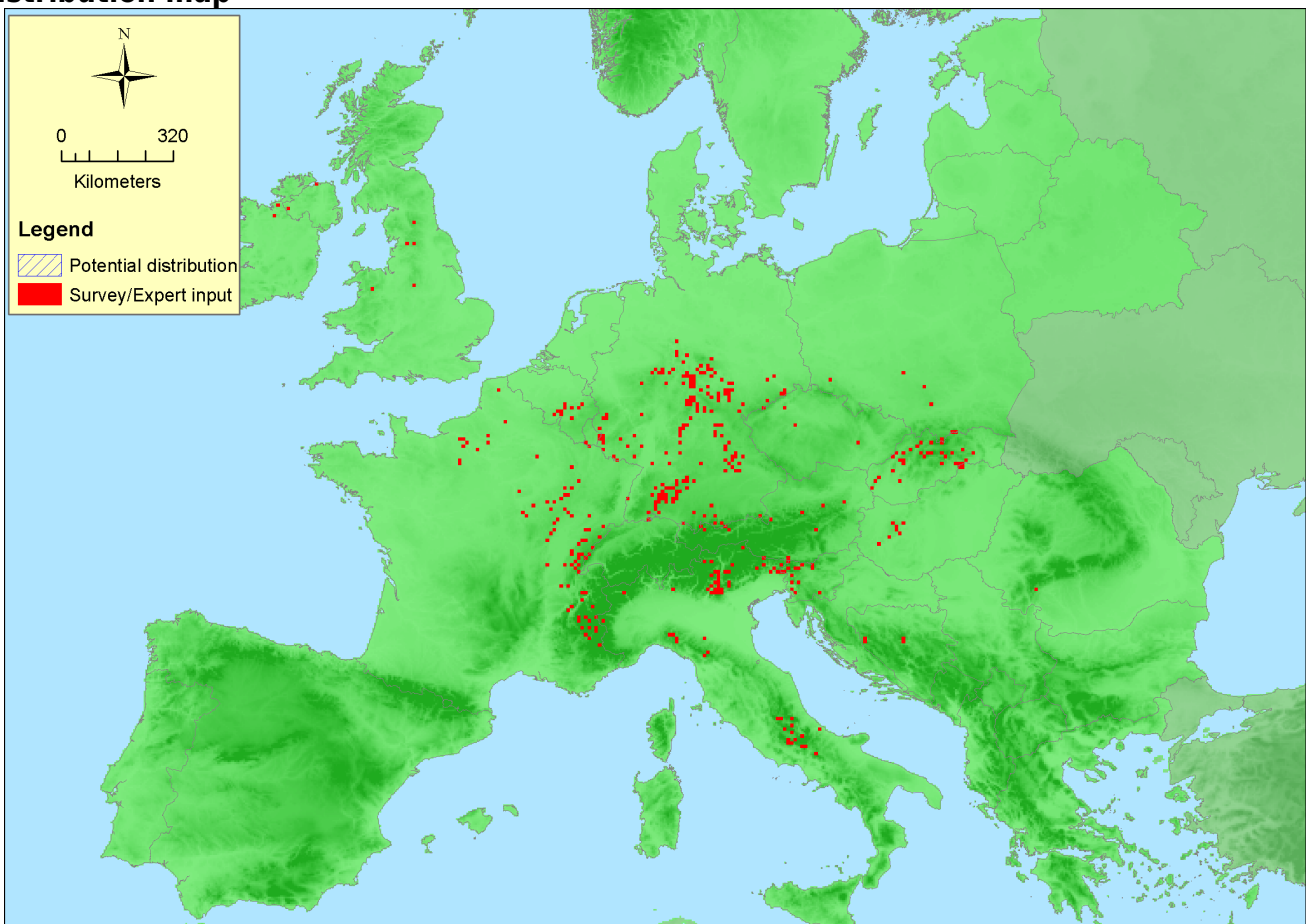 N
0 320
Kilometers
Legend
Potential distribution
Survey/Expert input